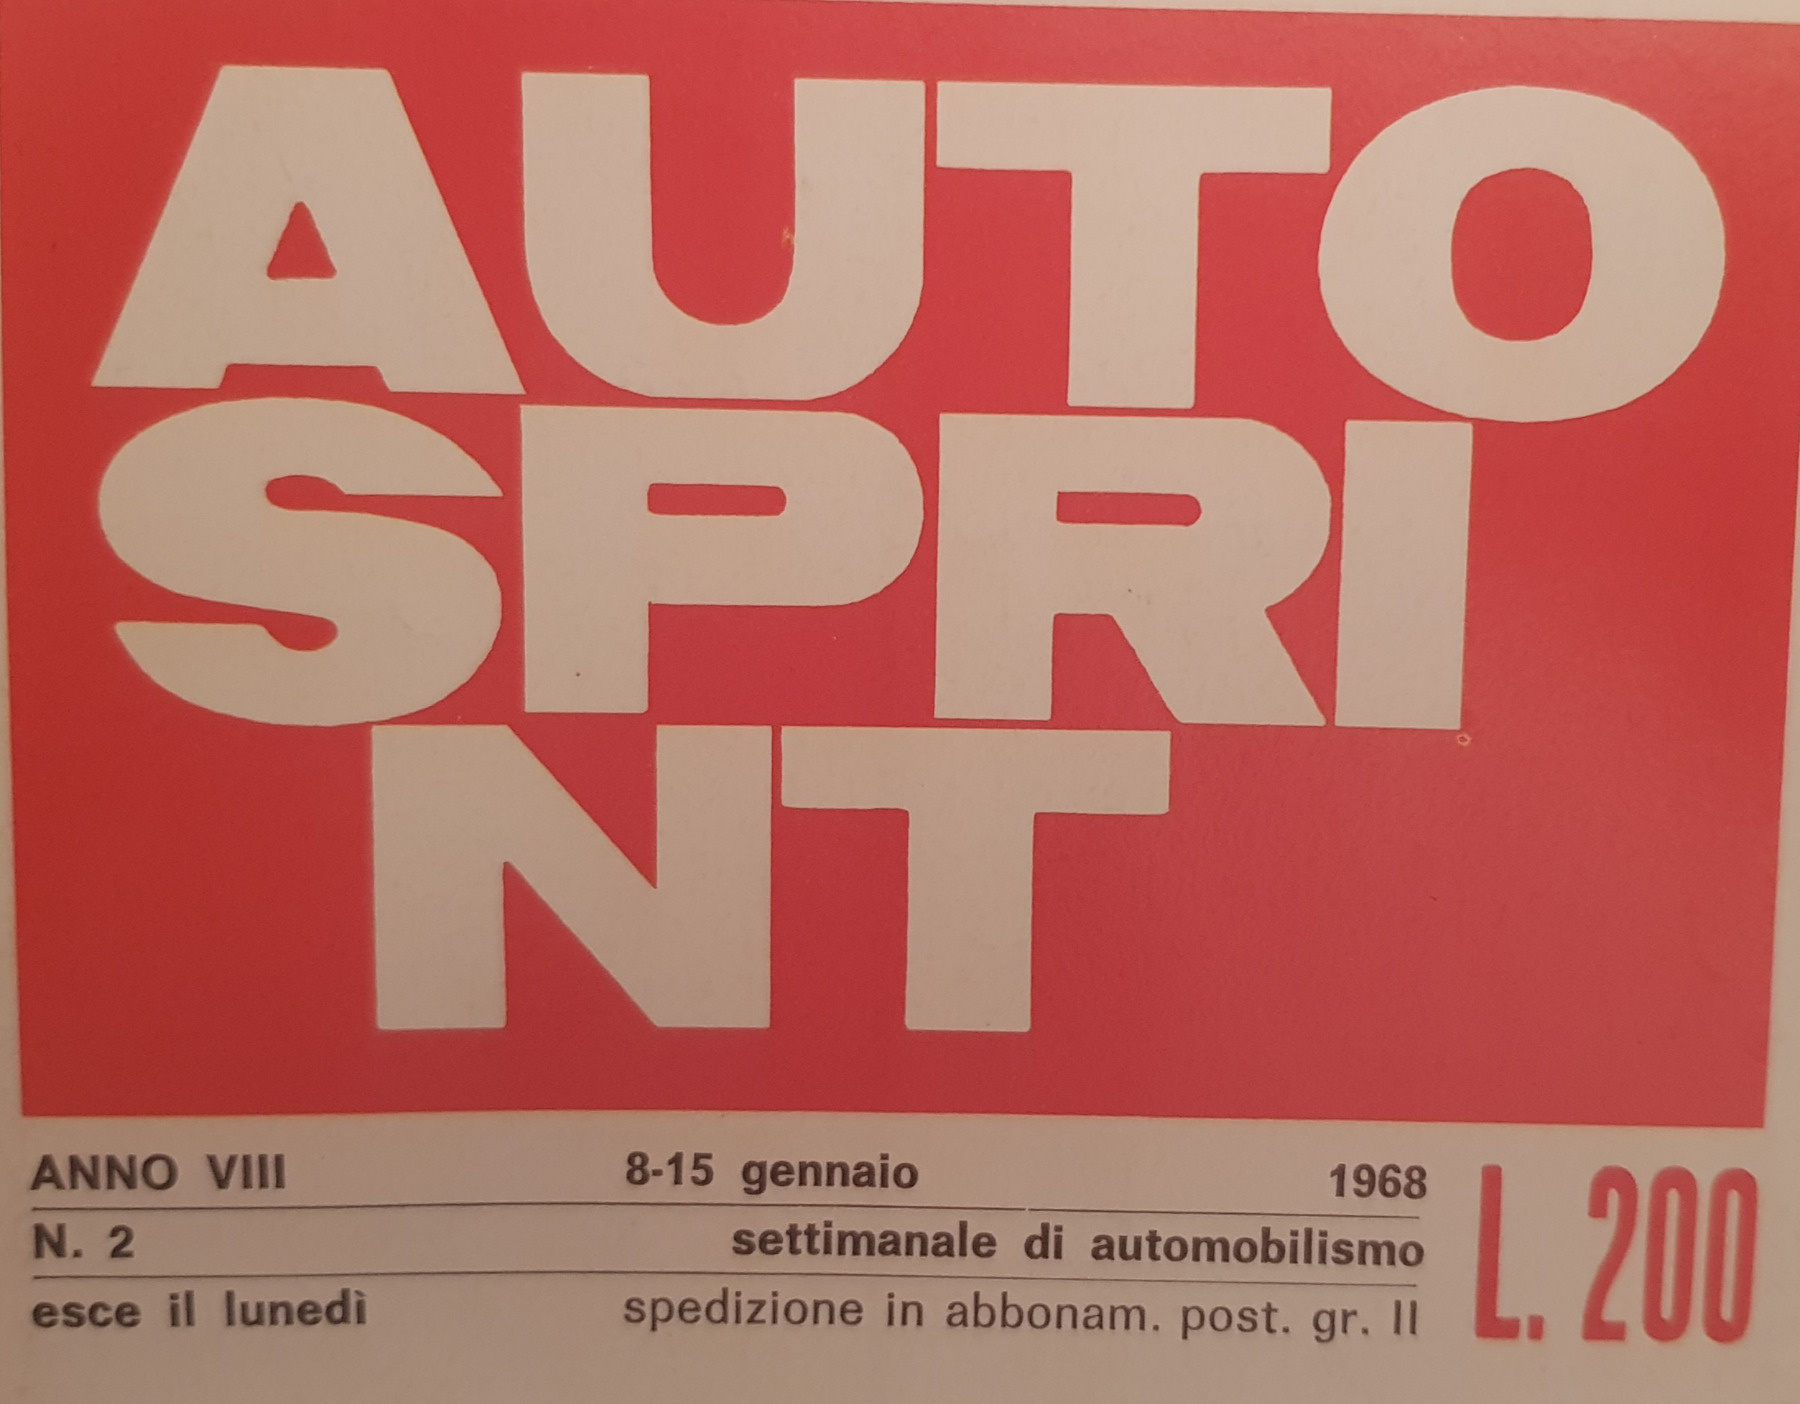 AUTO
SPRI
NT
ANNO VIII 8-15 gennaio 1968
N. 2 settimanale di automobilismo
esce il lunedì spedizione in abbonam. post. gr. II
L. 200